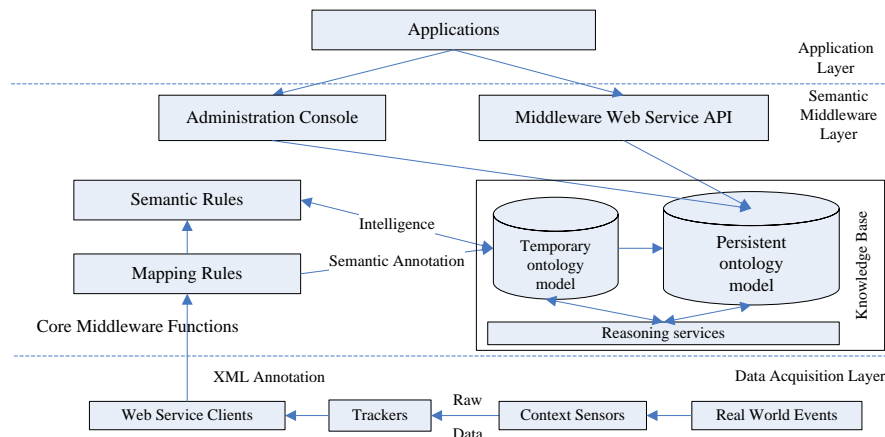 Applications
Application
Layer
Administration Console
Middleware Web Service API
Semantic
Middleware
Layer
Semantic Rules
Intelligence
Semantic Annotation
Mapping Rules
Temporary
ontology
model
Persistent
ontology
model
Knowledge Base
Reasoning services
Core Middleware Functions
XML Annotation
Data Acquisition Layer
Web Service Clients
Trackers
Raw
Data
Context Sensors
Real World Events